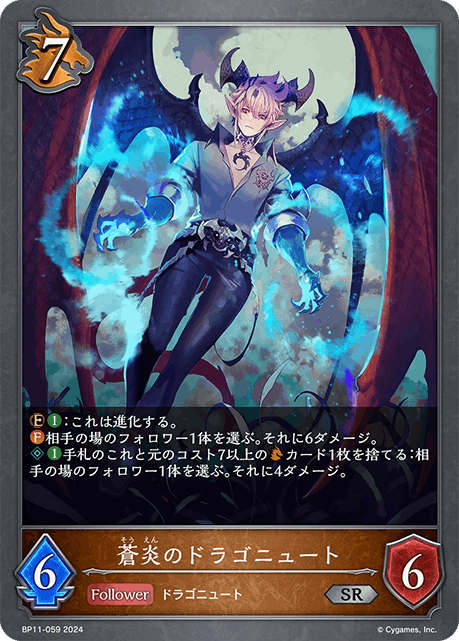 7
E 1:これは進化する。
F 相手の場のフォロワー1体を選ぶ。それに6ダメージ。
1 手札のこれと元のコスト7以上のカード1枚を捨てる:相
手の場のフォロワー1体を選ぶ。それに4ダメージ。
そうえん
蒼炎のドラゴニュート
6
Follower ドラゴニュート
SR
6
BP11-059 2024
© Cygames, Inc.